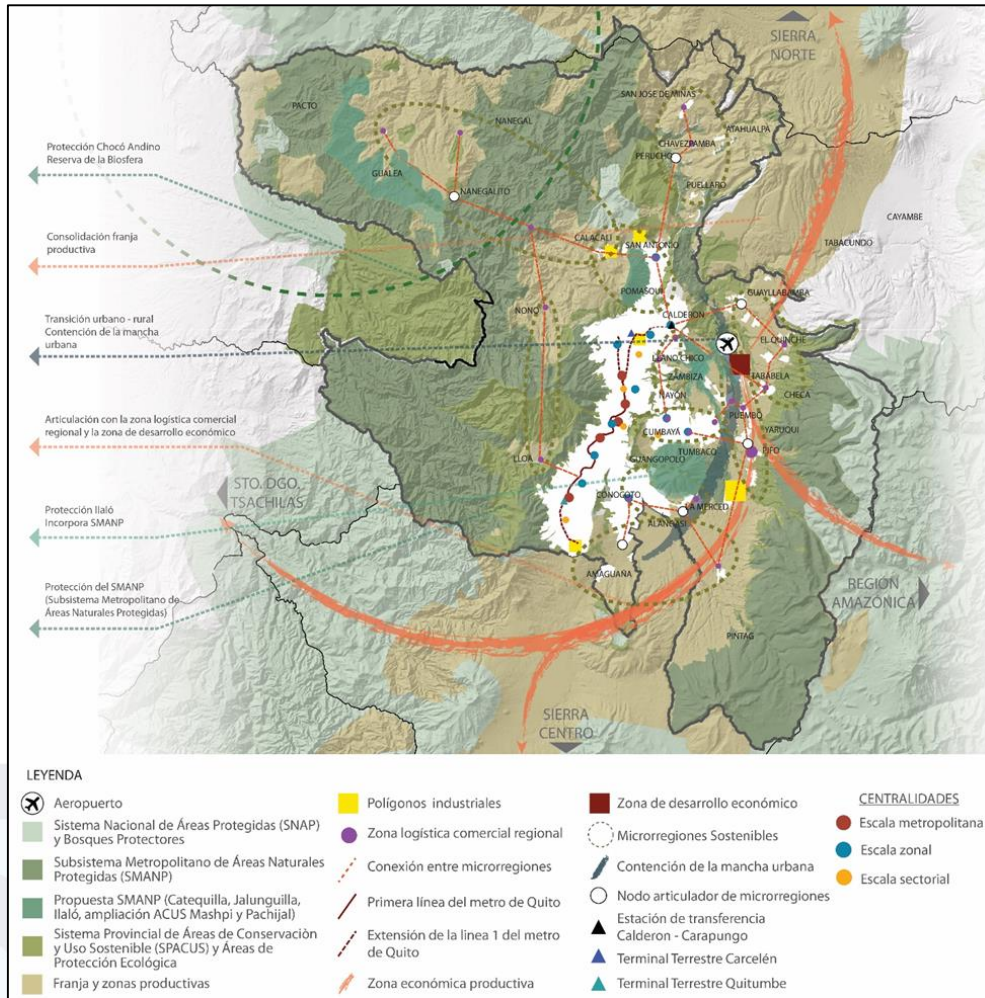 SIERRA
NORTE
SAN JOSE DE MINAS
PACTO
NANEGAL
ATAHUALPA
CHAVEZPAMBA
PERUCHO
Protección Chocó Andino
Reserva de la Biosfera
GUALEA
NANEGALITO
PUELLARO
CAYAMBE
Consolidación franja
productiva
CALACALI
SAN ANTONIO
TABACUNDO
POMASQUI
GUAYLLABAMBA
NONO
Transición urbano - rural
Contención de la mancha
urbana
CALDERON
EL QUINCHE
LLANO CHICO
ZAMBIZA
TABABELA
CHECA
NAYÓN
PUEMBO
Articulación con la zona logística comercial
regional y la zona de desarrollo económico
CUMBAYÁ
YARUQUI
TUMBACO
PIFO
LLOA
GUANGOPOLO
STO. DGO,
TSACHILAS
CONOCOTO
LA MERCED
Protección Ilaló
Incorpora SMANP
ALANGASI
AMAGUAÑA
REGIÓN
AMAZÓNICA
Protección del SMANP
(Subsistema Metropolitano de
Áreas Naturales Protegidas)
PINTAG
SIERRA
CENTRO
LEYENDA
Aeropuerto
Sistema Nacional de Áreas Protegidas (SNAP)
y Bosques Protectores
Subsistema Metropolitano de Áreas Naturales
Protegidas (SMANP)
Propuesta SMANP (Catequilla, Jalunguilla,
Ilaló, ampliación ACUS Mashpi y Pachijal)
Sistema Provincial de Áreas de Conservaciòn
y Uso Sostenible (SPACUS) y Áreas de
Protección Ecológica
Franja y zonas productivas
Polígonos industriales
Zona logística comercial regional
Conexión entre microrregiones
Primera línea del metro de Quito
Extensión de la linea 1 del metro
de Quito
Zona económica productiva
Zona de desarrollo económico
Microrregiones Sostenibles
Contención de la mancha urbana
Nodo articulador de microrregiones
Estación de transferencia
Calderon - Carapungo
Terminal Terrestre Carcelén
Terminal Terrestre Quitumbe
CENTRALIDADES
Escala metropolitana
Escala zonal
Escala sectorial